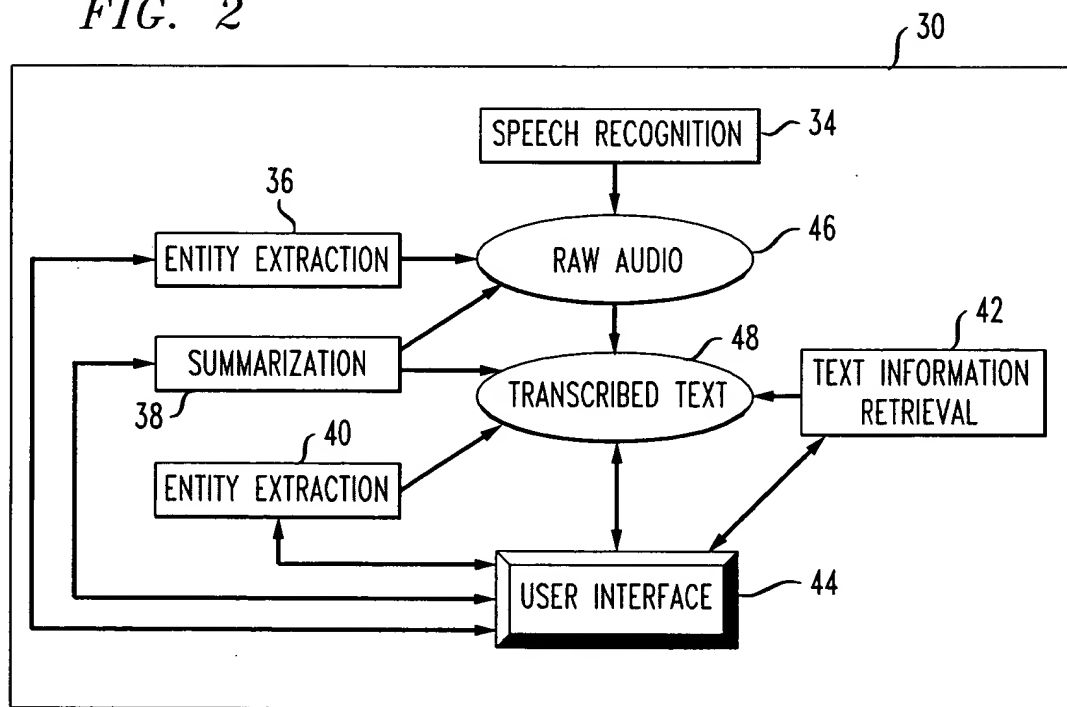 FIG. 2
30
SPEECH RECOGNITION
34
36
ENTITY EXTRACTION
RAW AUDIO
46
SUMMARIZATION
38
48
TRANSCRIBED TEXT
42
TEXT INFORMATION
RETRIEVAL
40
ENTITY EXTRACTION
USER INTERFACE
44